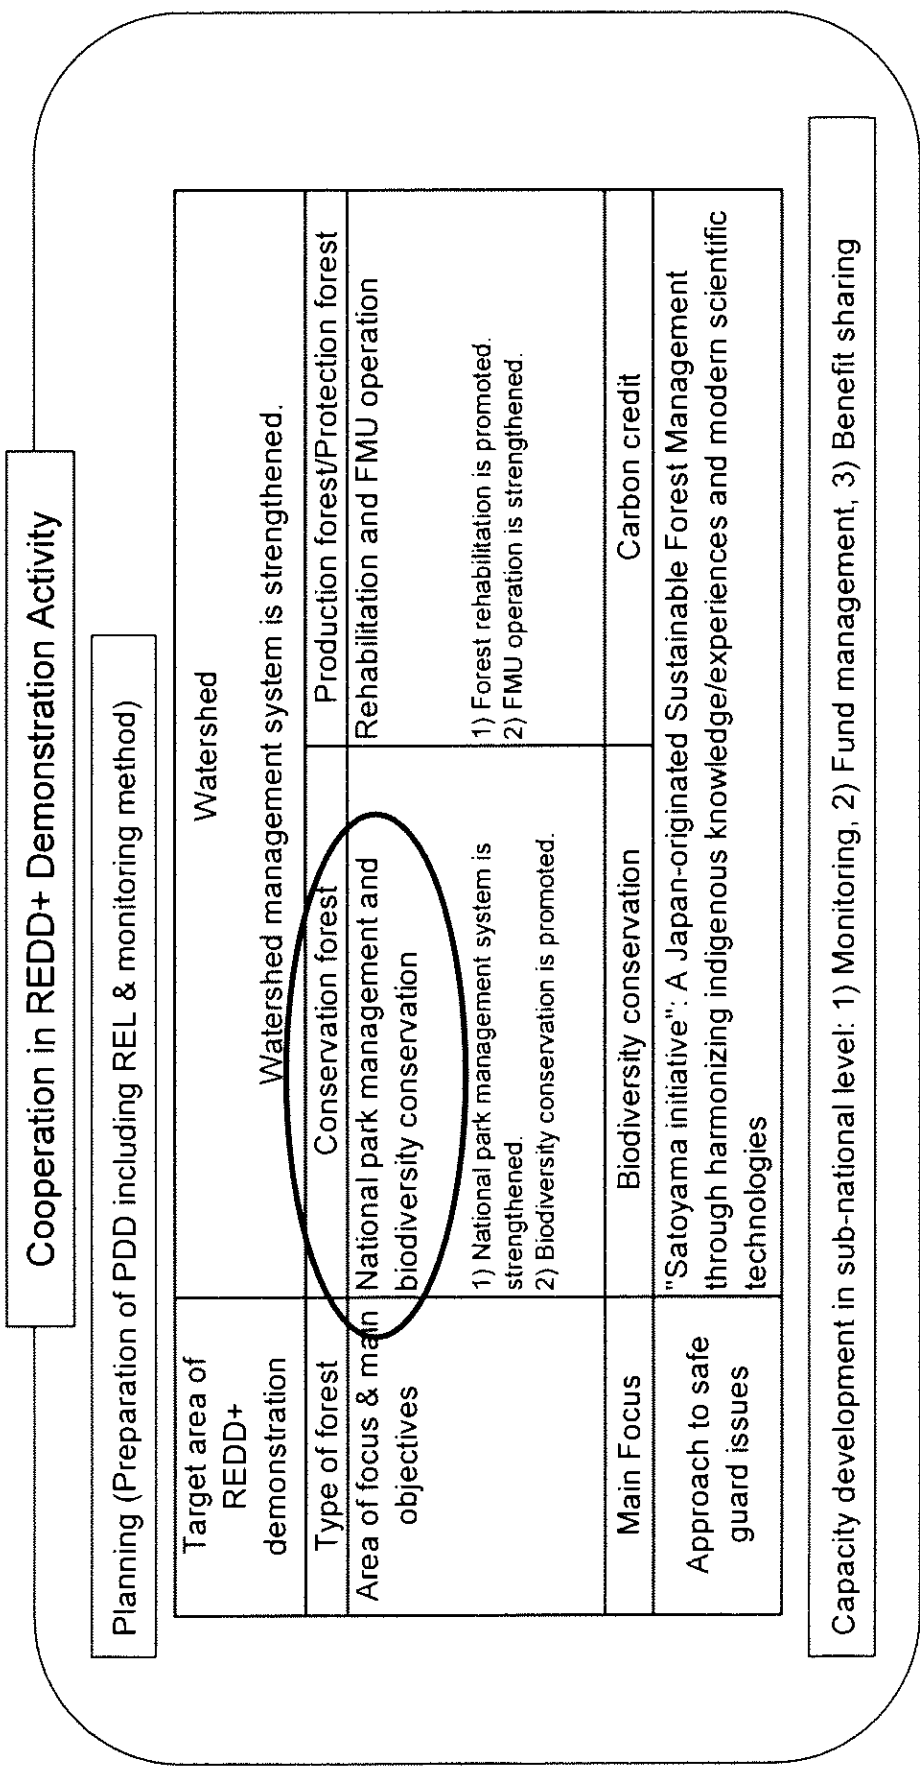 Cooperation in REDD+ Demonstration Activity
Planning (Preparation of PDD including REL & monitoring method)
Target area of
REDD+
demonstration
Watershed
Watershed management system is strengthened.
Type of forest
Conservation forest
Production forest/Protection forest
Area of focus & main
objectives
National park management and
biodiversity conservation
1) National park management system is
strengthened.
2) Biodiversity conservation is promoted.
Rehabilitation and FMU operation
1) Forest rehabilitation is promoted.
2) FMU operation is strengthened.
Main Focus
Biodiversity conservation
Carbon credit
Approach to safe
guard issues
"Satoyama initiative": A Japan-originated Sustainable Forest Management
through harmonizing indigenous knowledge/experiences and modern scientific
technologies
Capacity development in sub-national level: 1) Monitoring, 2) Fund management, 3) Benefit sharing